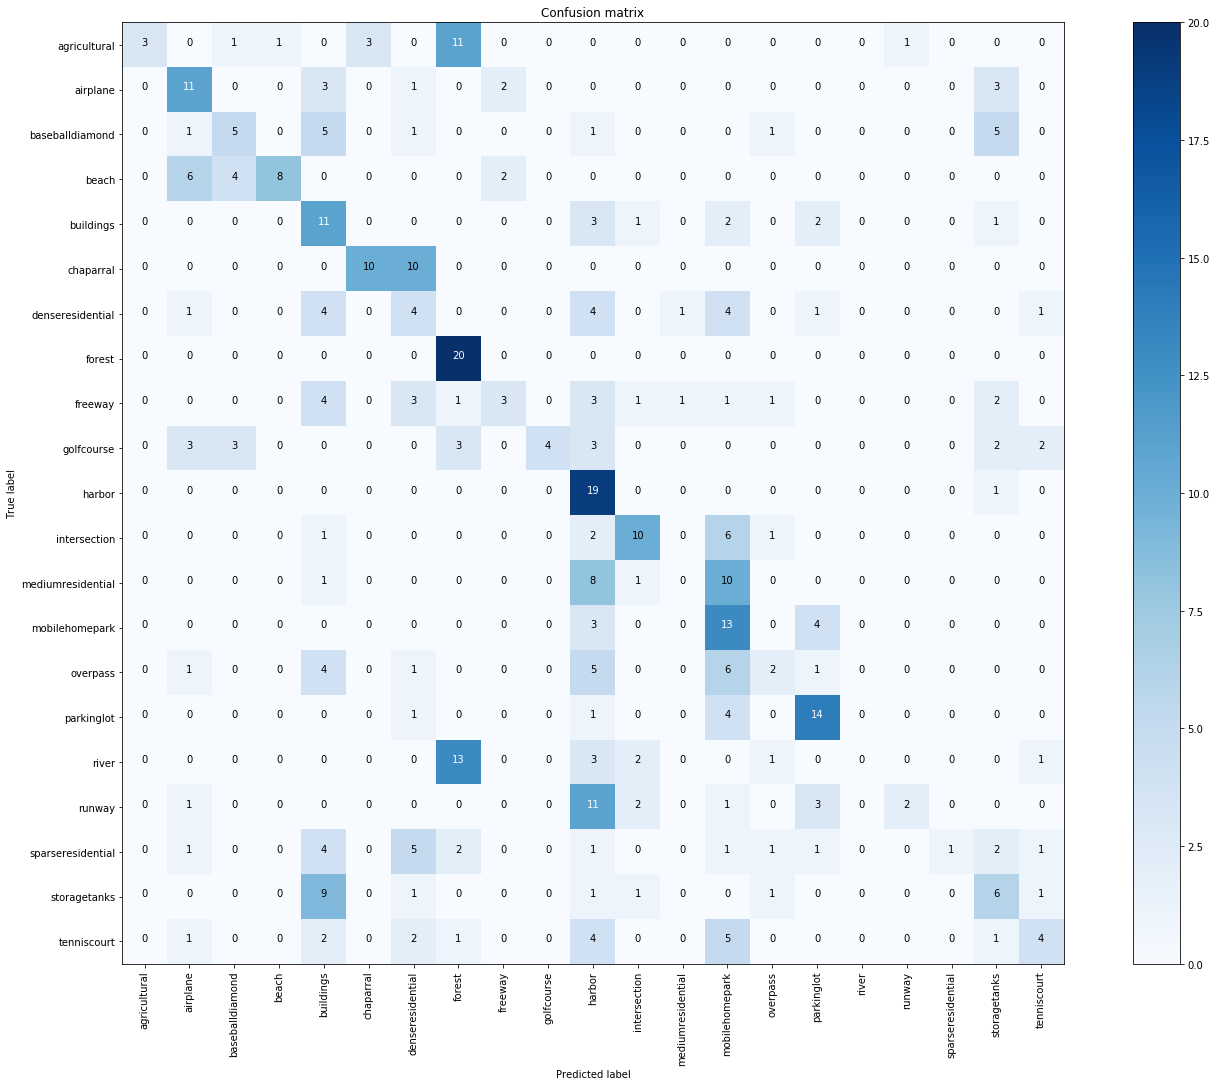 Confusion matrix
agricultural 3 0 1 1 0 3 0 11 0 0 0 0 0 0 0 0 0 1 0 0 0
airplane 0 11 0 0 3 0 1 0 2 0 0 0 0 0 0 0 0 0 0 3 0
baseballdiamond 0 1 5 0 5 0 1 0 0 0 1 0 0 0 1 0 0 0 0 5 0
beach 0 6 4 8 0 0 0 0 2 0 0 0 0 0 0 0 0 0 0 0 0
buildings 0 0 0 0 11 0 0 0 0 0 3 1 0 2 0 2 0 0 0 1 0
chaparral 0 0 0 0 0 10 10 0 0 0 0 0 0 0 0 0 0 0 0 0 0
denseresidential 0 1 0 0 4 0 4 0 0 0 4 0 1 4 0 1 0 0 0 0 1
forest 0 0 0 0 0 0 0 20 0 0 0 0 0 0 0 0 0 0 0 0 0
freeway 0 0 0 0 4 0 3 1 3 0 3 1 1 1 1 0 0 0 0 2 0
golfcourse 0 3 3 0 0 0 0 3 0 4 3 0 0 0 0 0 0 0 0 2 2
harbor 0 0 0 0 0 0 0 0 0 0 19 0 0 0 0 0 0 0 0 1 0
intersection 0 0 0 0 1 0 0 0 0 0 2 10 0 6 1 0 0 0 0 0 0
mediumresidential 0 0 0 0 1 0 0 0 0 0 8 1 0 10 0 0 0 0 0 0 0
mobilehomepark 0 0 0 0 0 0 0 0 0 0 3 0 0 13 0 4 0 0 0 0 0
overpass 0 1 0 0 4 0 1 0 0 0 5 0 0 6 2 1 0 0 0 0 0
parkinglot 0 0 0 0 0 0 1 0 0 0 1 0 0 4 0 14 0 0 0 0 0
river 0 0 0 0 0 0 0 13 0 0 3 2 0 0 1 0 0 0 0 0 1
runway 0 1 0 0 0 0 0 0 0 0 11 2 0 1 0 3 0 2 0 0 0
sparseresidential 0 1 0 0 4 0 5 2 0 0 1 0 0 1 1 1 0 0 1 2 1
storagetanks 0 0 0 0 9 0 1 0 0 0 1 1 0 0 1 0 0 0 0 6 1
tenniscourt 0 1 0 0 2 0 2 1 0 0 4 0 0 5 0 0 0 0 0 1 4
True label
agricultural
airplane
baseballdiamond
beach
buildings
chaparral
denseresidential
forest
freeway
golfcourse
harbor
intersection
mediumresidential
mobilehomepark
overpass
parkinglot
river
runway
sparseresidential
storagetanks
tenniscourt
Predicted label
20.0
17.5
15.0
12.5
10.0
7.5
5.0
2.5
0.0